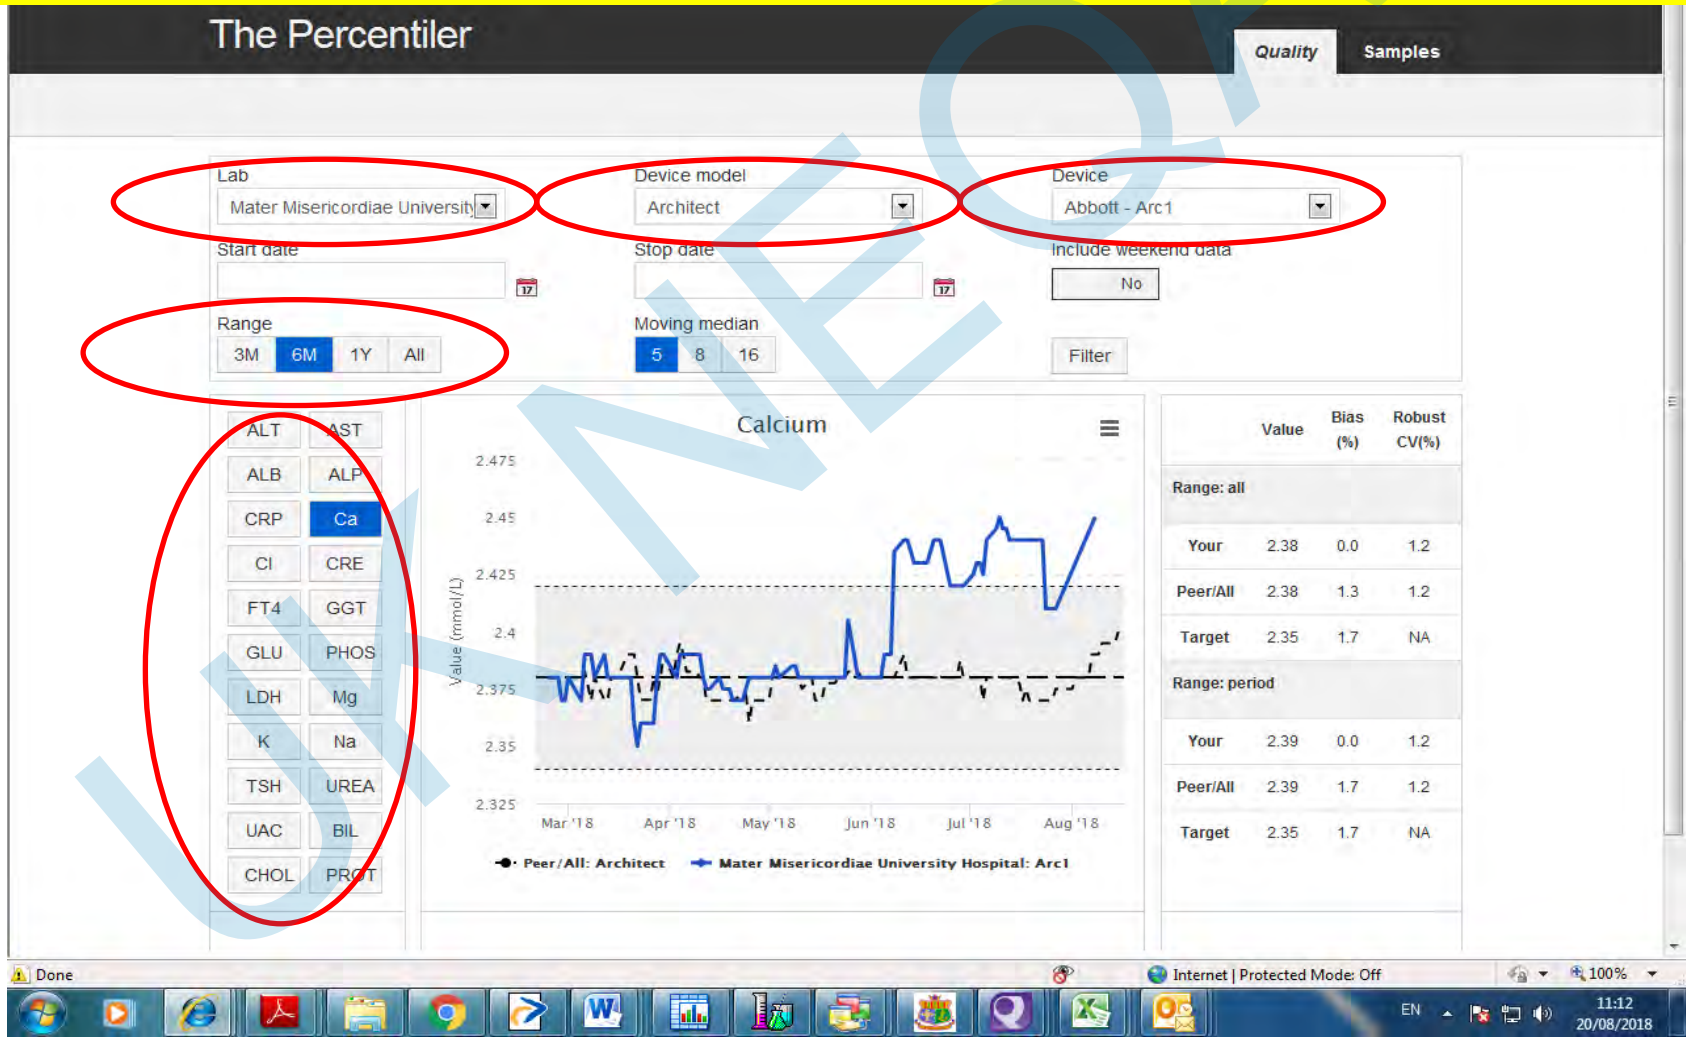 The Percentiler
Quality Samples
Lab Device model Device
Mater Misericordiae University Architect Abbott - Arc1
Start date Stop date Include weekend data
17 17 No
Range Moving median
3M 6M 1Y All 5 8 16 Filter
ALT AST
ALB ALP
CRP Ca
Cl CRE
FT4 GGT
GLU PHOS
LDH Mg
K Na
TSH UREA
UAC BIL
CHOL PROT
Calcium
Value (mmol/L)
2.475
2.45
2.425
2.4
2.375
2.35
2.325
Mar '18 Apr '18 May '18 Jun '18 Jul '18 Aug '18
Peer/All: Architect Mater Misericordiae University Hospital: Arc1
Value Bias (%) Robust CV(%)
Range: all
Your 2.38 0.0 1.2
Peer/All 2.38 1.3 1.2
Target 2.35 1.7 NA
Range: period
Your 2.39 0.0 1.2
Peer/All 2.39 1.7 1.2
Target 2.35 1.7 NA
UK NEQA
Done Internet | Protected Mode: Off 100%
EN 11:12
20/08/2018